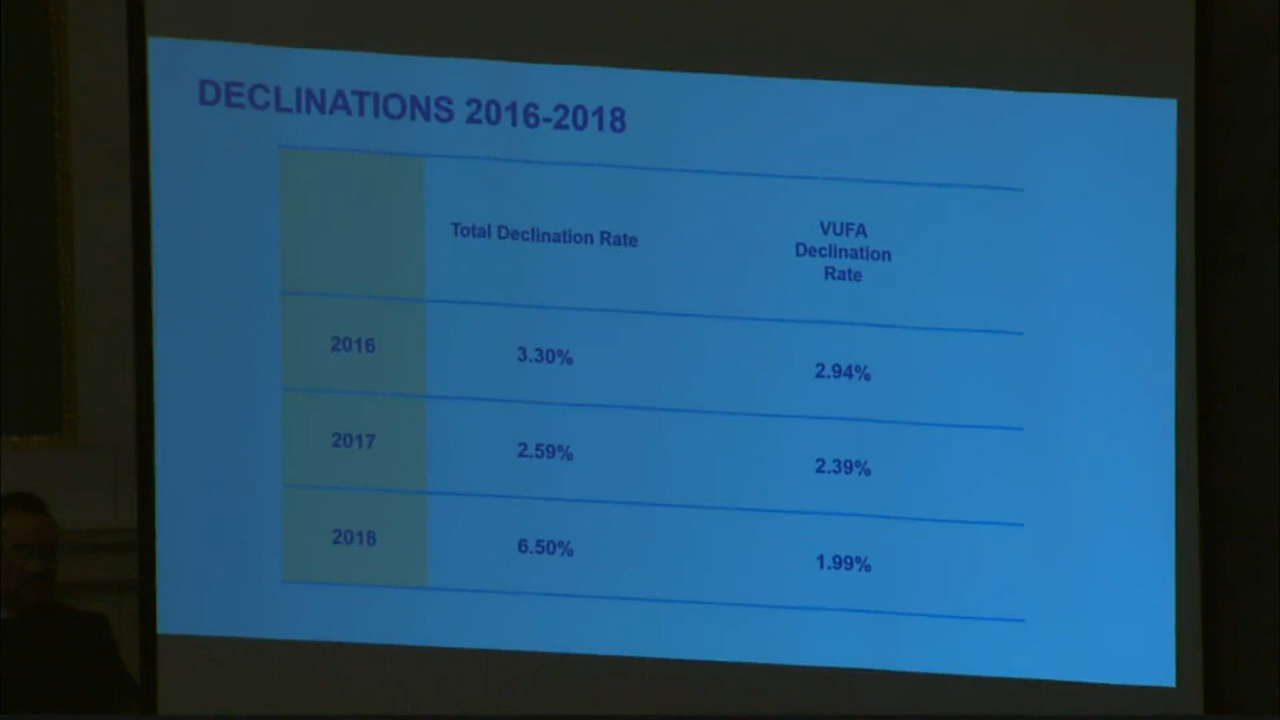 DECLINATIONS 2016-2018
Total Declination Rate
VUFA
Declination
Rate
2016 3.30% 2.94%
2017 2.59% 2.39%
2018 6.50% 1.99%